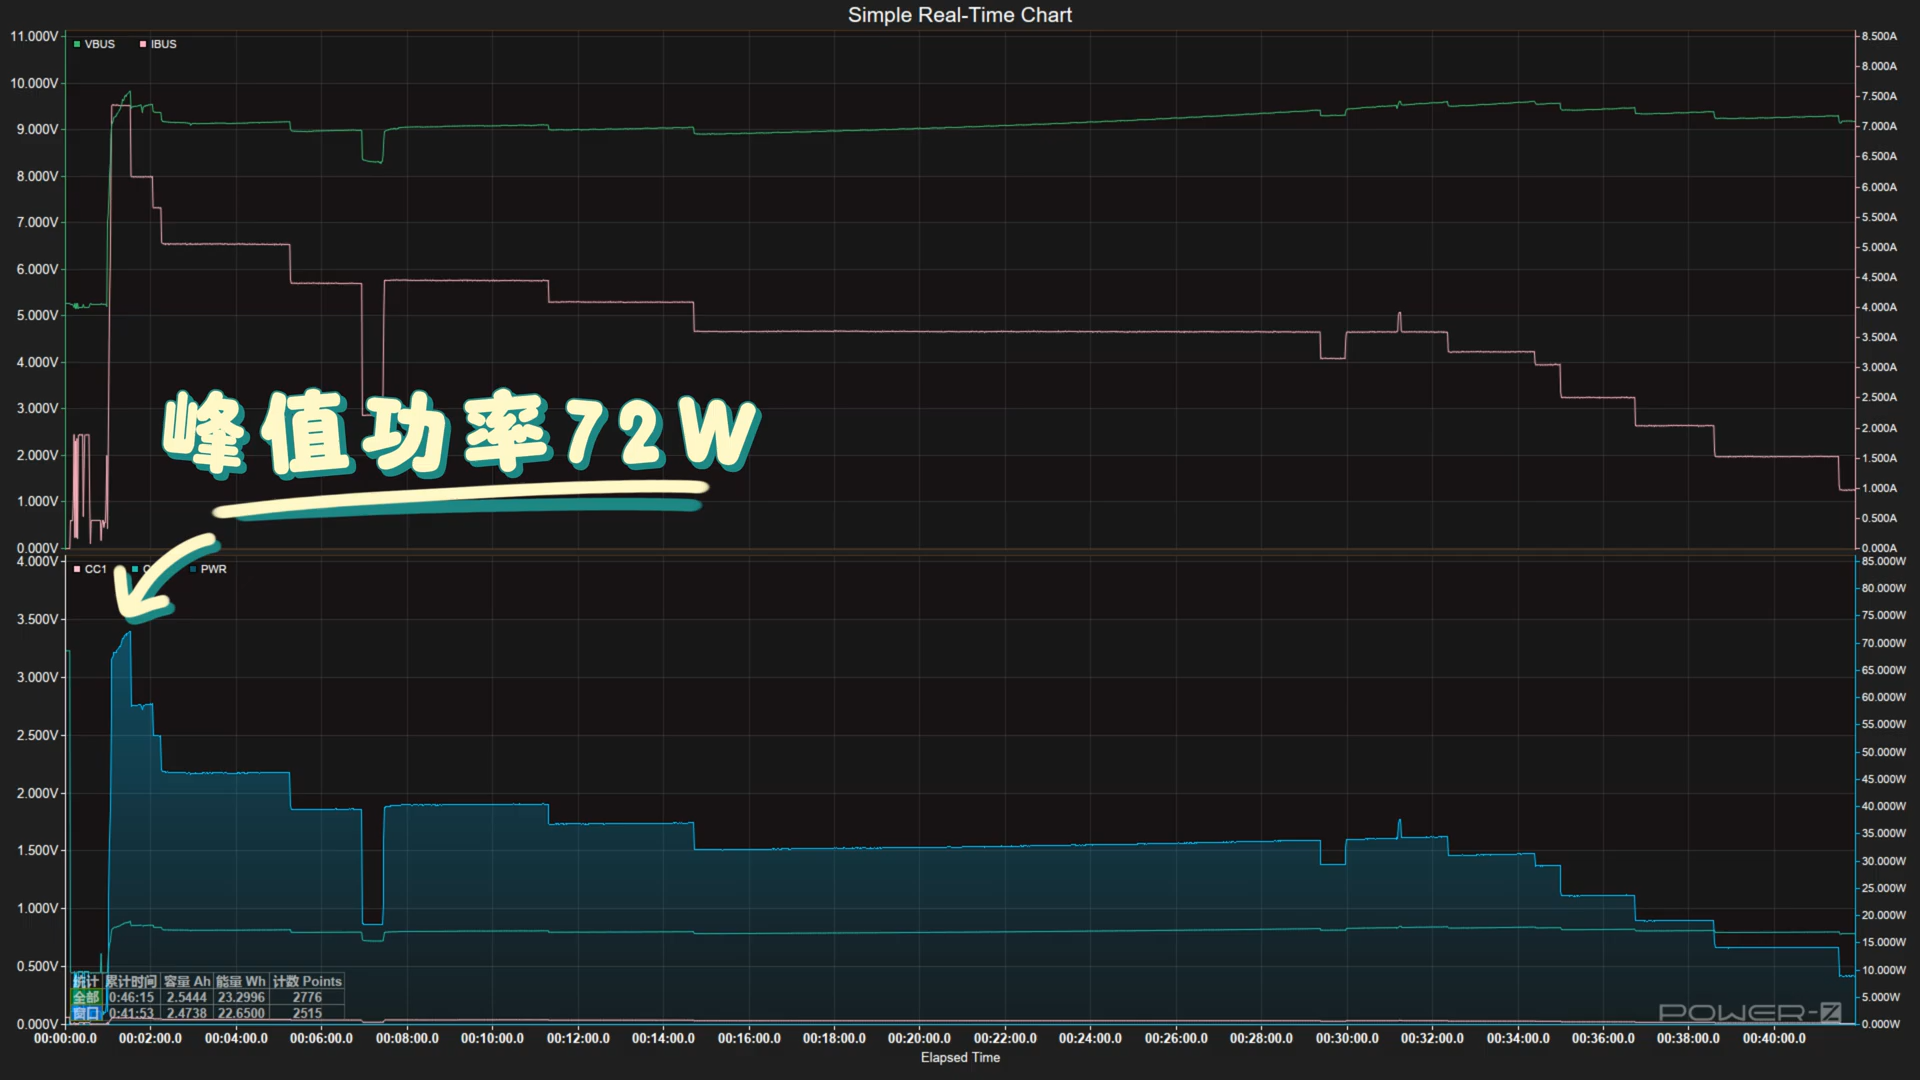 Simple Real-Time Chart
VBUS IBUS
11.000V
10.000V
9.000V
8.000V
7.000V
6.000V
5.000V
4.000V
3.000V
2.000V
1.000V
0.000V
8.500A
8.000A
7.500A
7.000A
6.500A
6.000A
5.500A
5.000A
4.500A
4.000A
3.500A
3.000A
2.500A
2.000A
1.500A
1.000A
0.500A
0.000A
峰值功率72W
CC1 PWR
4.000V
3.500V
3.000V
2.500V
2.000V
1.500V
1.000V
0.500V
0.000V
85.000W
80.000W
75.000W
70.000W
65.000W
60.000W
55.000W
50.000W
45.000W
40.000W
35.000W
30.000W
25.000W
20.000W
15.000W
10.000W
5.000W
0.000W
统计 累计时间 容量 Ah 能量 Wh 计数 Points
全部 0:46:15 2.5444 23.2996 2776
窗口 0:41:53 2.4738 22.6500 2515
POWER-Z
00:00:00.0 00:02:00.0 00:04:00.0 00:06:00.0 00:08:00.0 00:10:00.0 00:12:00.0 00:14:00.0 00:16:00.0 00:18:00.0 00:20:00.0 00:22:00.0 00:24:00.0 00:26:00.0 00:28:00.0 00:30:00.0 00:32:00.0 00:34:00.0 00:36:00.0 00:38:00.0 00:40:00.0
Elapsed Time